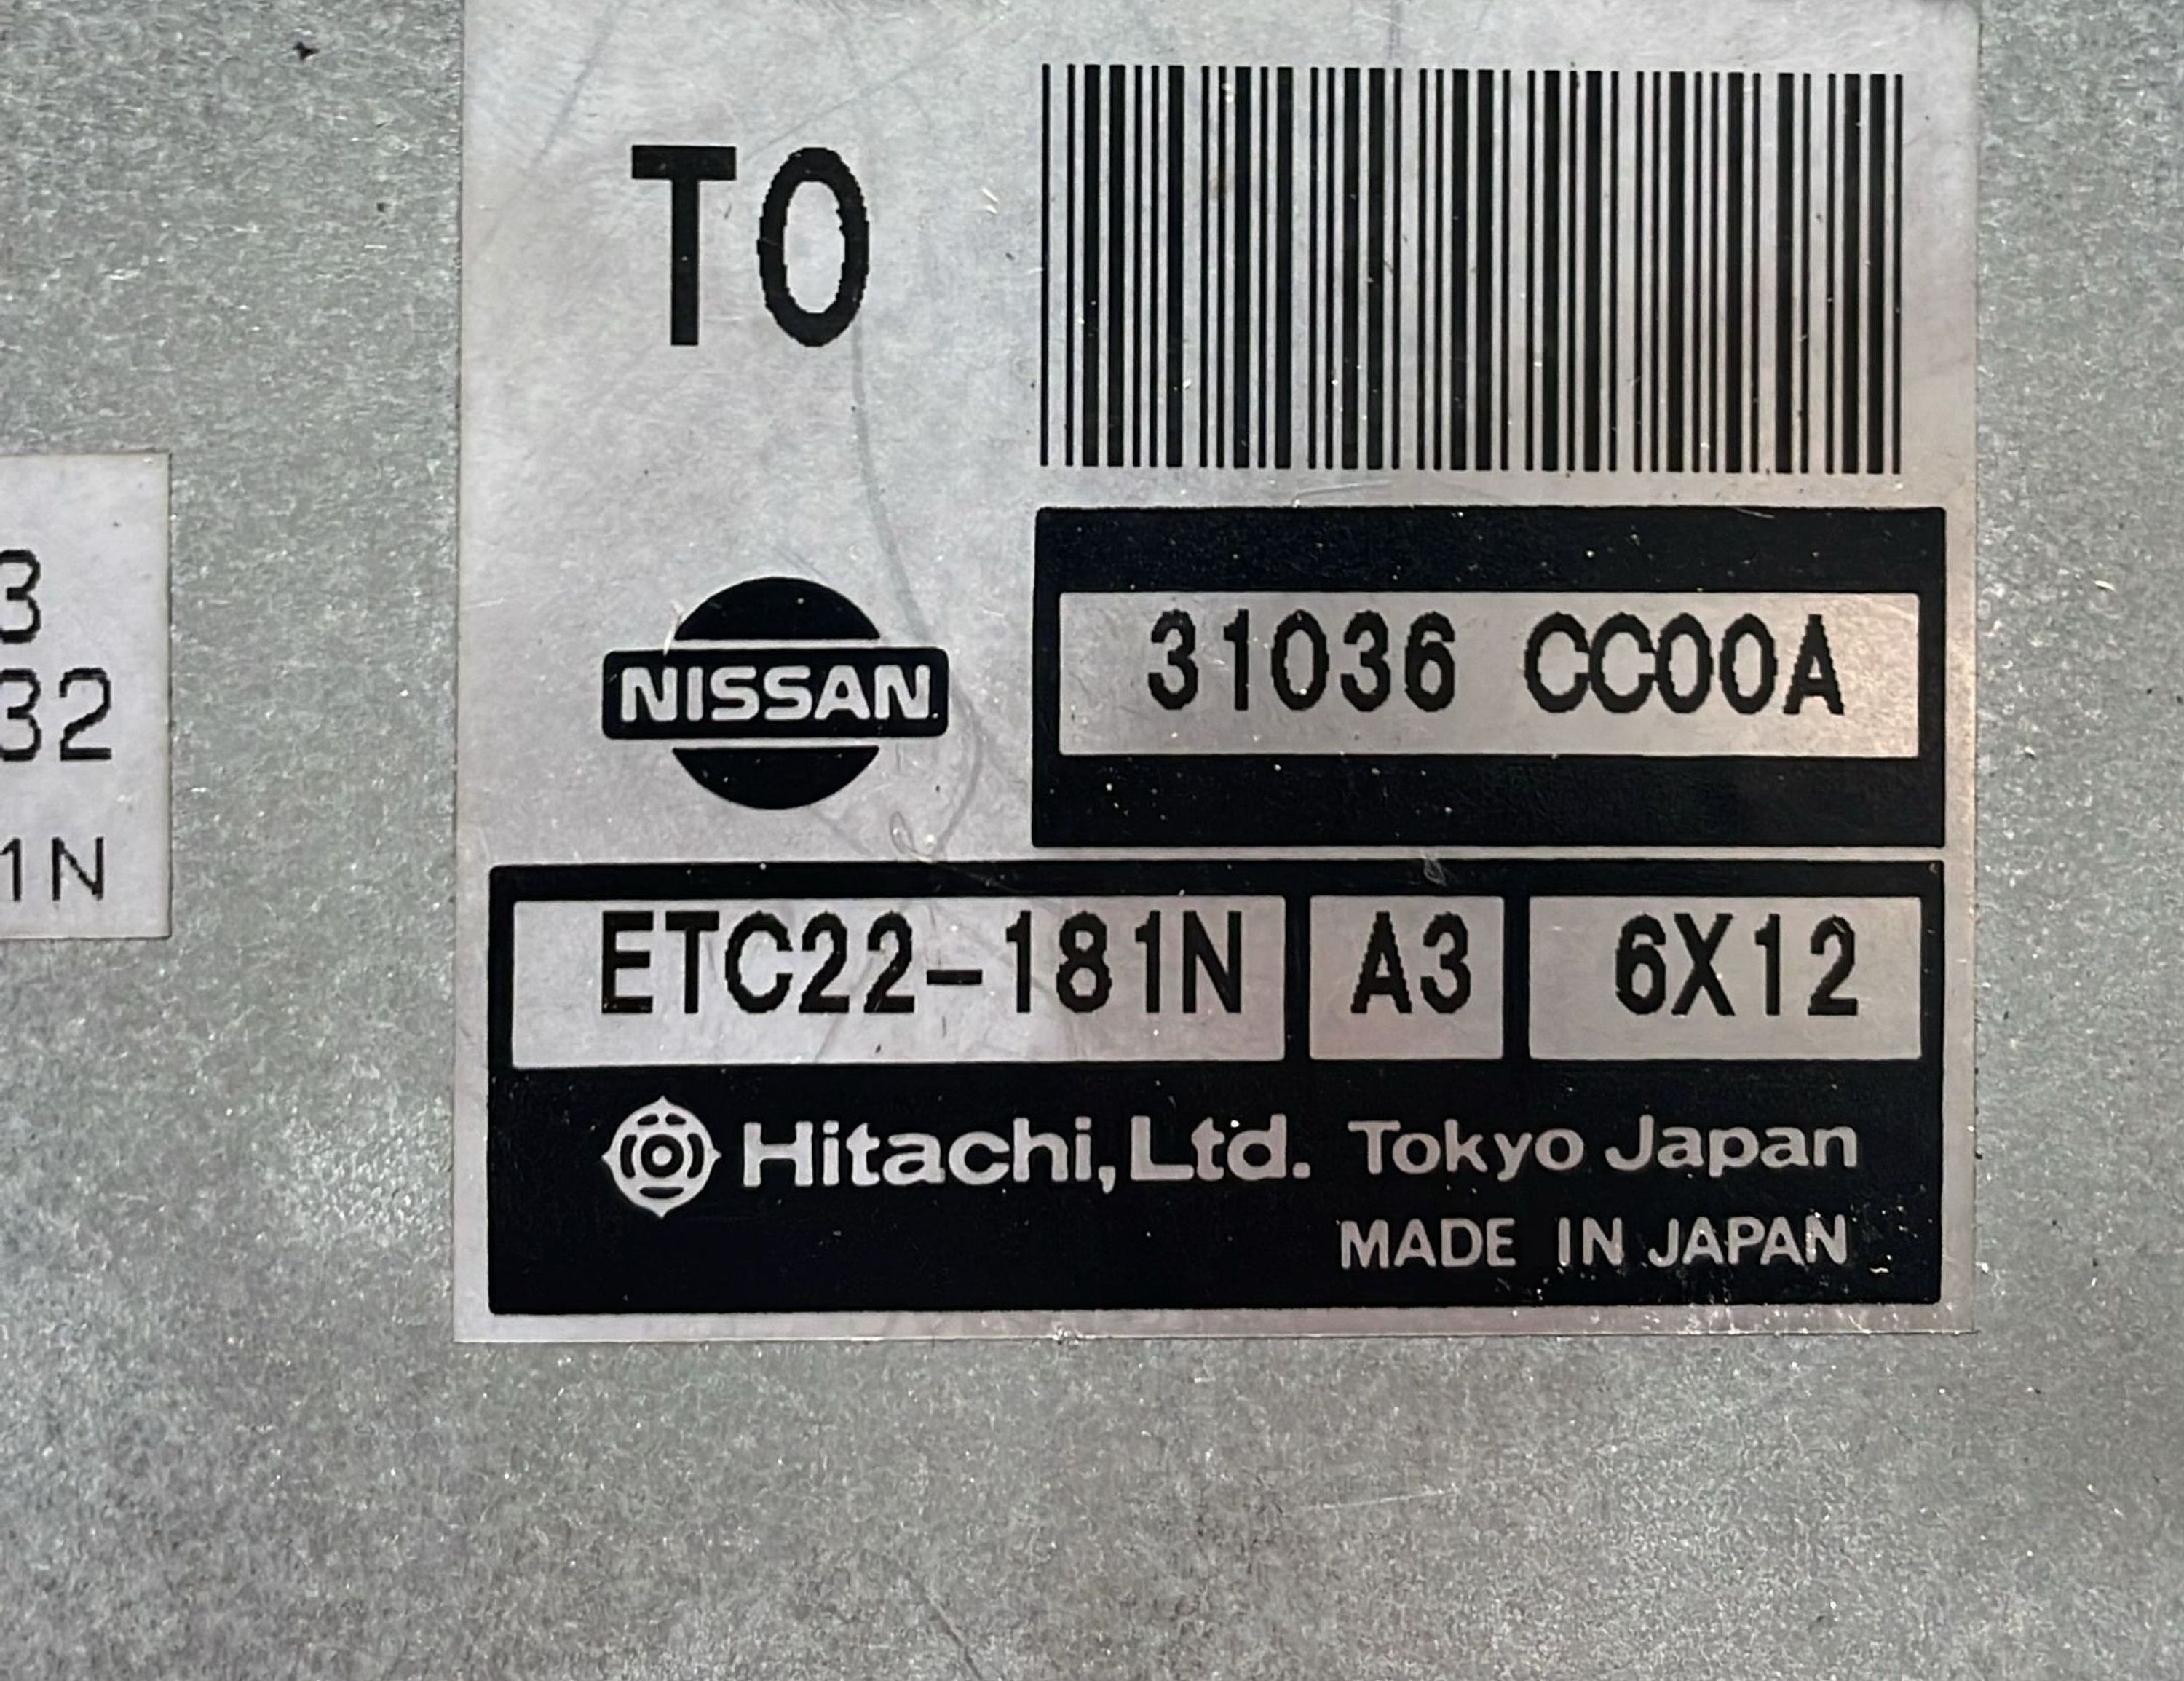 TO
NISSAN
31036 CC00A
3
32
1N
ETC22-181N A3 6X12
Hitachi, Ltd. Tokyo Japan
MADE IN JAPAN